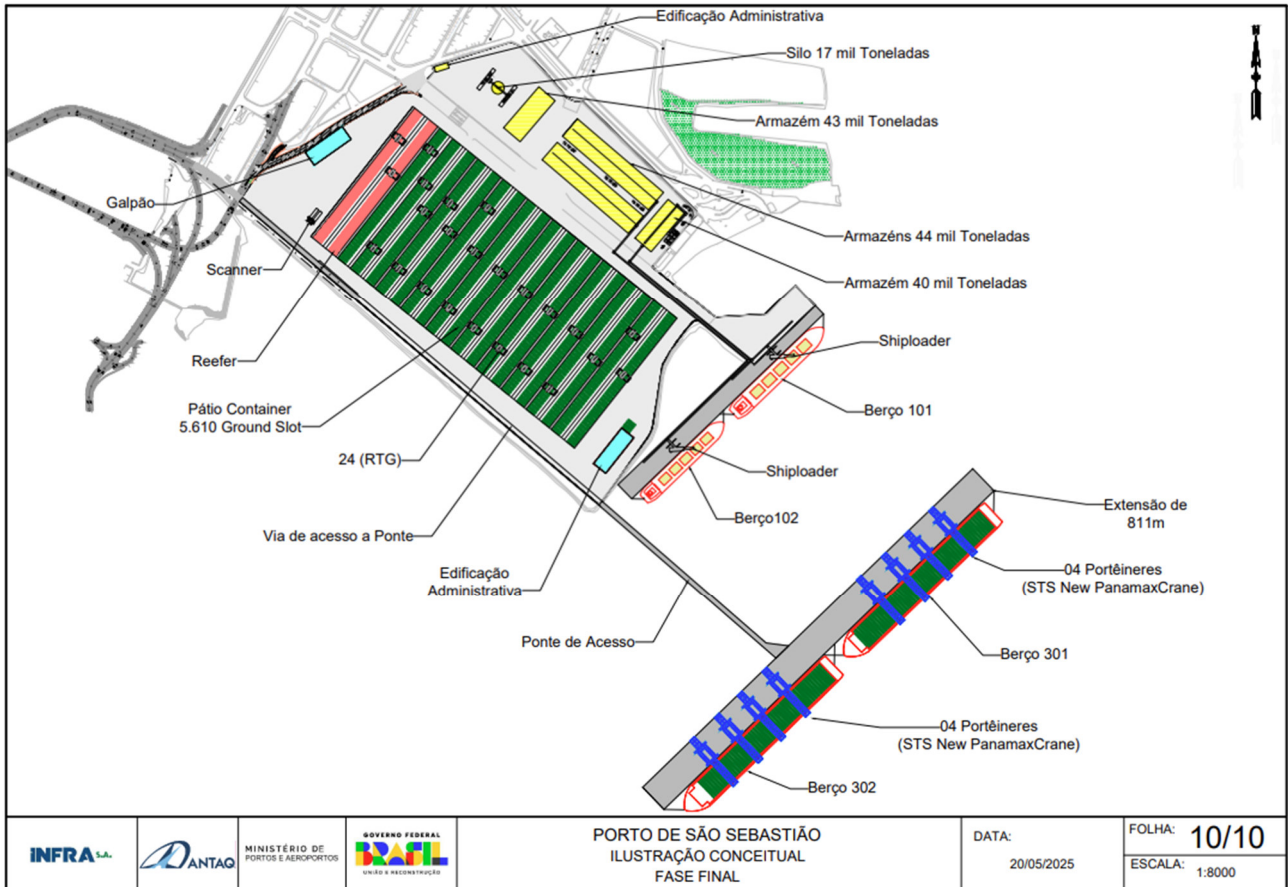 Edificação Administrativa
Silo 17 mil Toneladas
Armazém 43 mil Toneladas
Galpão
Armazéns 44 mil Toneladas
Scanner
Armazém 40 mil Toneladas
Shiploader
Reefer
Berço 101
Pátio Container
5.610 Ground Slot
24 (RTG)
Shiploader
Berço102
Extensão de
811m
Via de acesso a Ponte
04 Portêineres
(STS New PanamaxCrane)
Edificação
Administrativa
Ponte de Acesso
Berço 301
04 Portêineres
(STS New PanamaxCrane)
Berço 302
N
INFRA S.A.
ANTAQ
MINISTÉRIO DE
PORTOS E AEROPORTOS
GOVERNO FEDERAL
BRASIL
UNIÃO E RECONSTRUÇÃO
PORTO DE SÃO SEBASTIÃO
ILUSTRAÇÃO CONCEITUAL
FASE FINAL
DATA:
20/05/2025
FOLHA: 10/10
ESCALA: 1:8000